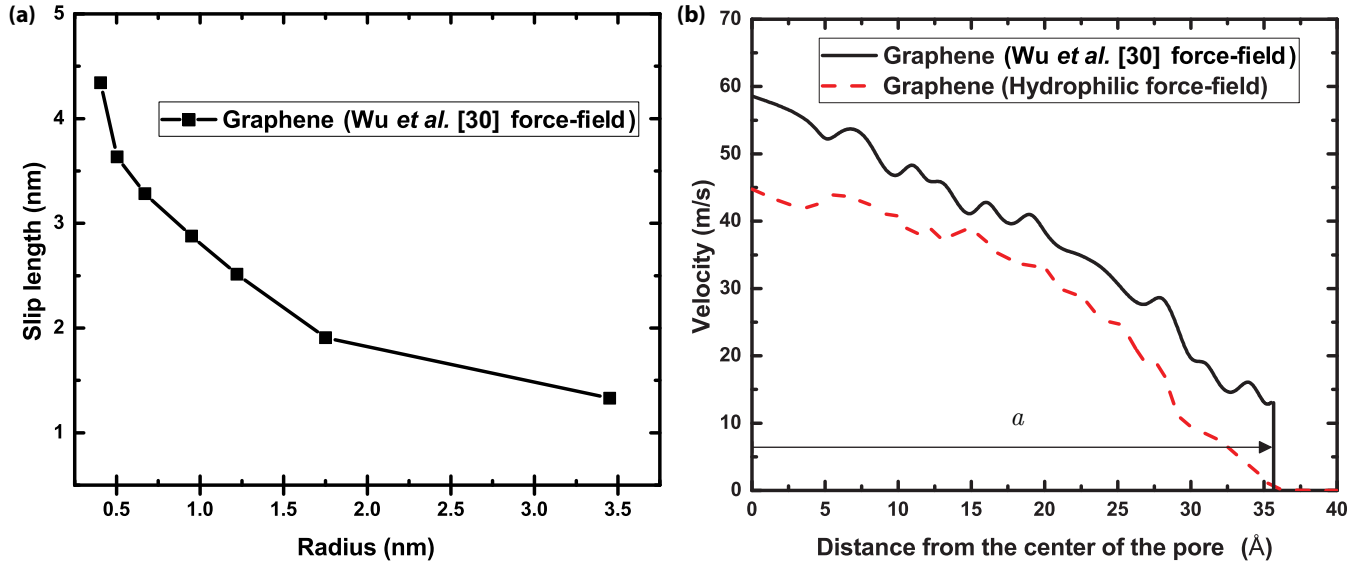 (a)
5
4
3
2
1
Slip length (nm)
Graphene (Wu et al. [30] force-field)
0.5 1.0 1.5 2.0 2.5 3.0 3.5
Radius (nm)
(b)
70
60
50
40
30
20
10
0
Velocity (m/s)
Graphene (Wu et al. [30] force-field)
Graphene (Hydrophilic force-field)
a
0 5 10 15 20 25 30 35 40
Distance from the center of the pore (Å)